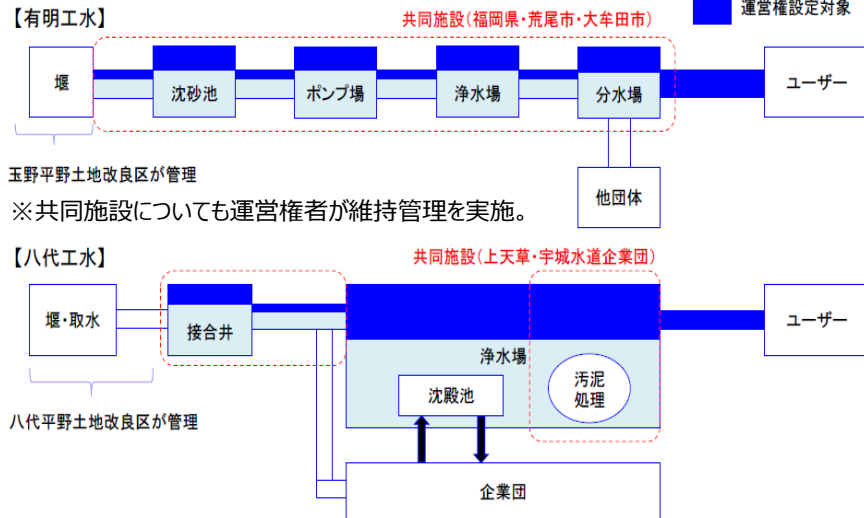 【有明工水】
共同施設(福岡県・荒尾市・大牟田市)
運営権設定対象
堰
沈砂池
ポンプ場
浄水場
分水場
ユーザー
玉野平野土地改良区が管理
他団体
※共同施設についても運営権者が維持管理を実施。
【八代工水】
共同施設(上天草・宇城水道企業団)
堰・取水
接合井
浄水場
ユーザー
沈殿池
汚泥
処理
八代平野土地改良区が管理
企業団